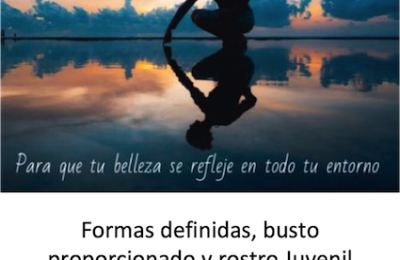 Para que tu belleza se refleje en todo tu entorno
Formas definidas, busto
proporcionado y rostro Juvenil